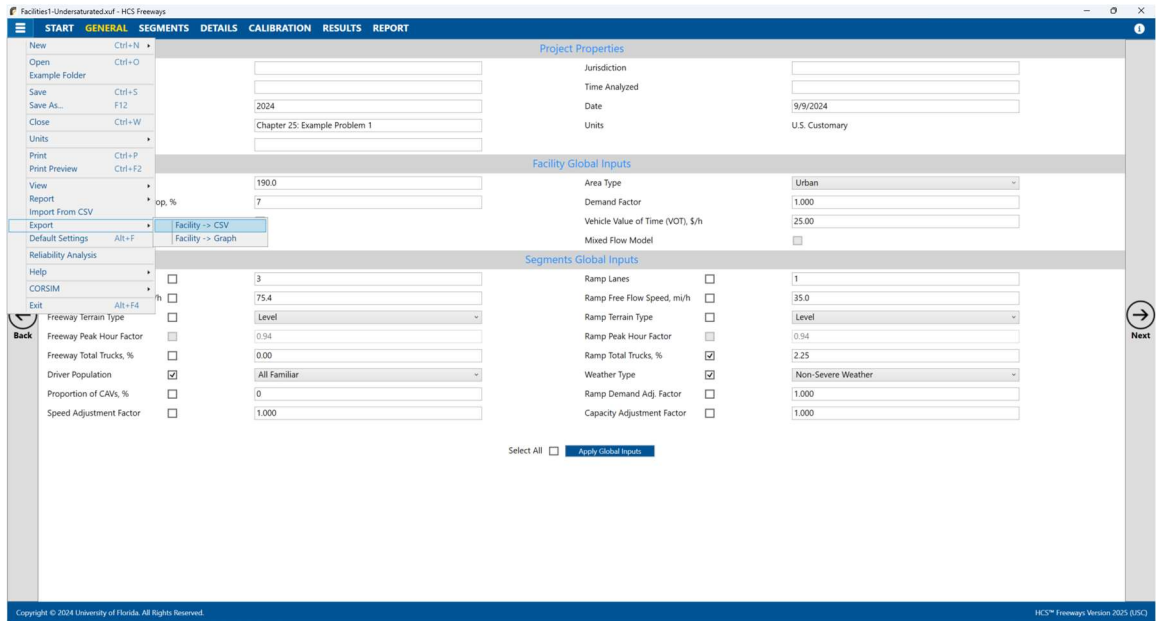 Facilities1-Undersaturated.xuf - HCS Freeways
START GENERAL SEGMENTS DETAILS CALIBRATION RESULTS REPORT
New Ctrl+N
Project Properties
Open Ctrl+O
Jurisdiction
Example Folder
Time Analyzed
Save Ctrl+S
Save As... F12
2024
Date
9/9/2024
Close Ctrl+W
Chapter 25: Example Problem 1
Units
U.S. Customary
Units
Print Ctrl+P
Print Preview Ctrl+F2
Facility Global Inputs
View
190.0
Area Type
Urban
Report
op, %
7
Demand Factor
1.000
Import From CSV
Export
Facility -> CSV
Vehicle Value of Time (VOT), $/h
25.00
Default Settings Alt+F
Facility -> Graph
Mixed Flow Model
Reliability Analysis
Segments Global Inputs
Help
3
Ramp Lanes
1
CORSIM
/h
75.4
Ramp Free Flow Speed, mi/h
35.0
Exit Alt+F4
Freeway Terrain Type
Level
Ramp Terrain Type
Level
Back
Freeway Peak Hour Factor
0.94
Ramp Peak Hour Factor
0.94
Next
Freeway Total Trucks, %
0.00
Ramp Total Trucks, %
2.25
Driver Population
All Familiar
Weather Type
Non-Severe Weather
Proportion of CAVs, %
0
Ramp Demand Adj. Factor
1.000
Speed Adjustment Factor
1.000
Capacity Adjustment Factor
1.000
Select All
Apply Global Inputs
Copyright © 2024 University of Florida. All Rights Reserved.
HCS™ Freeways Version 2025 (USC)